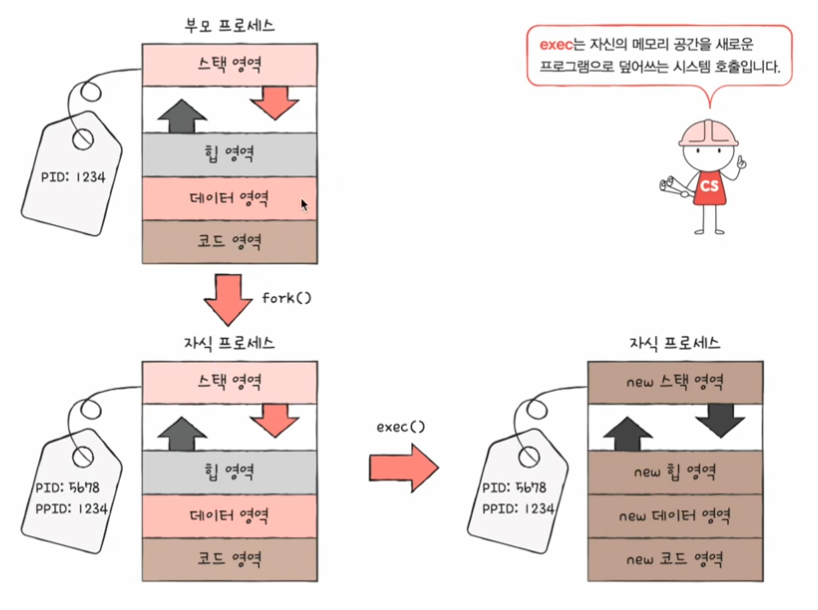 부모 프로세스
스택 영역
힙 영역
데이터 영역
코드 영역
PID: 1234
exec는 자신의 메모리 공간을 새로운
프로그램으로 덮어쓰는 시스템 호출입니다.
CS
fork()
자식 프로세스
스택 영역
힙 영역
데이터 영역
코드 영역
PID: 5678
PPID: 1234
exec()
자식 프로세스
new 스택 영역
new 힙 영역
new 데이터 영역
new 코드 영역
PID: 5678
PPID: 1234